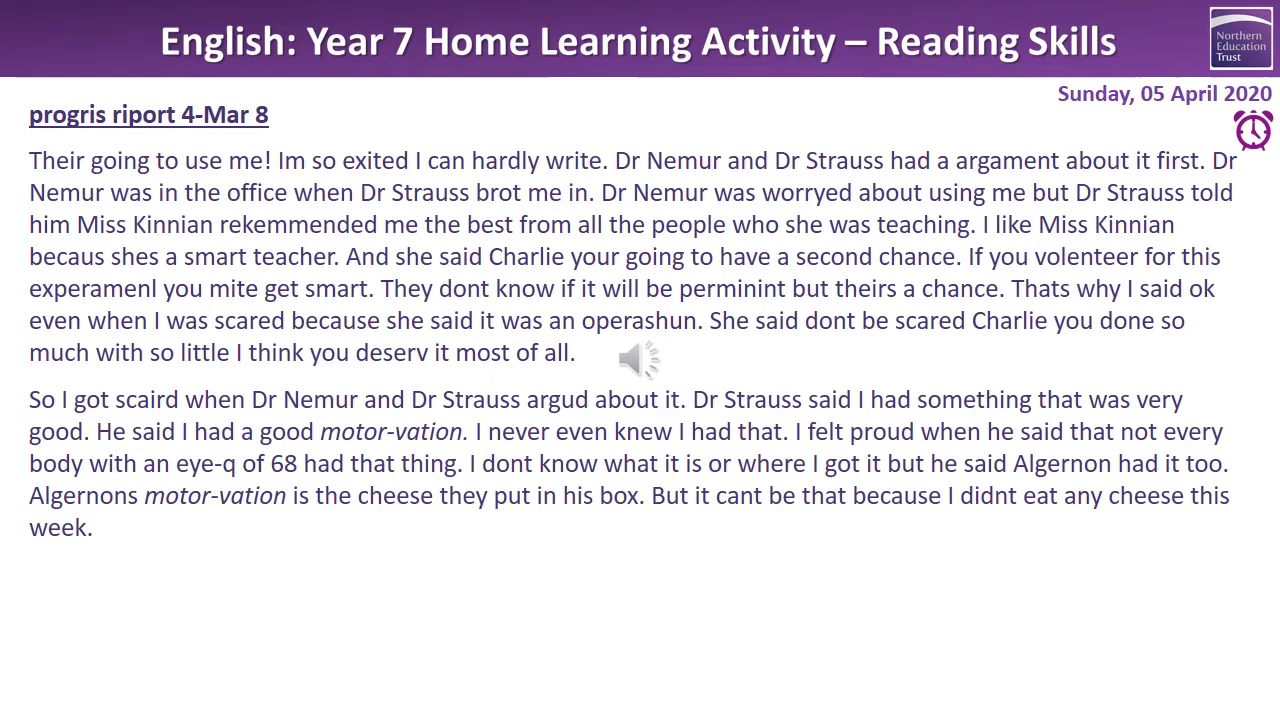 English: Year 7 Home Learning Activity – Reading Skills
Northern
Education
Trust
Sunday, 05 April 2020
progris riport 4-Mar 8
Their going to use me! Im so exited I can hardly write. Dr Nemur and Dr Strauss had a argament about it first. Dr
Nemur was in the office when Dr Strauss brot me in. Dr Nemur was worryed about using me but Dr Strauss told
him Miss Kinnian rekemmended me the best from all the people who she was teaching. I like Miss Kinnian
becaus shes a smart teacher. And she said Charlie your going to have a second chance. If you volenteer for this
experamenl you mite get smart. They dont know if it will be perminint but theirs a chance. Thats why I said ok
even when I was scared because she said it was an operashun. She said dont be scared Charlie you done so
much with so little I think you deserv it most of all.
So I got scaird when Dr Nemur and Dr Strauss argud about it. Dr Strauss said I had something that was very
good. He said I had a good motor-vation. I never even knew I had that. I felt proud when he said that not every
body with an eye-q of 68 had that thing. I dont know what it is or where I got it but he said Algernon had it too.
Algernons motor-vation is the cheese they put in his box. But it cant be that because I didnt eat any cheese this
week.